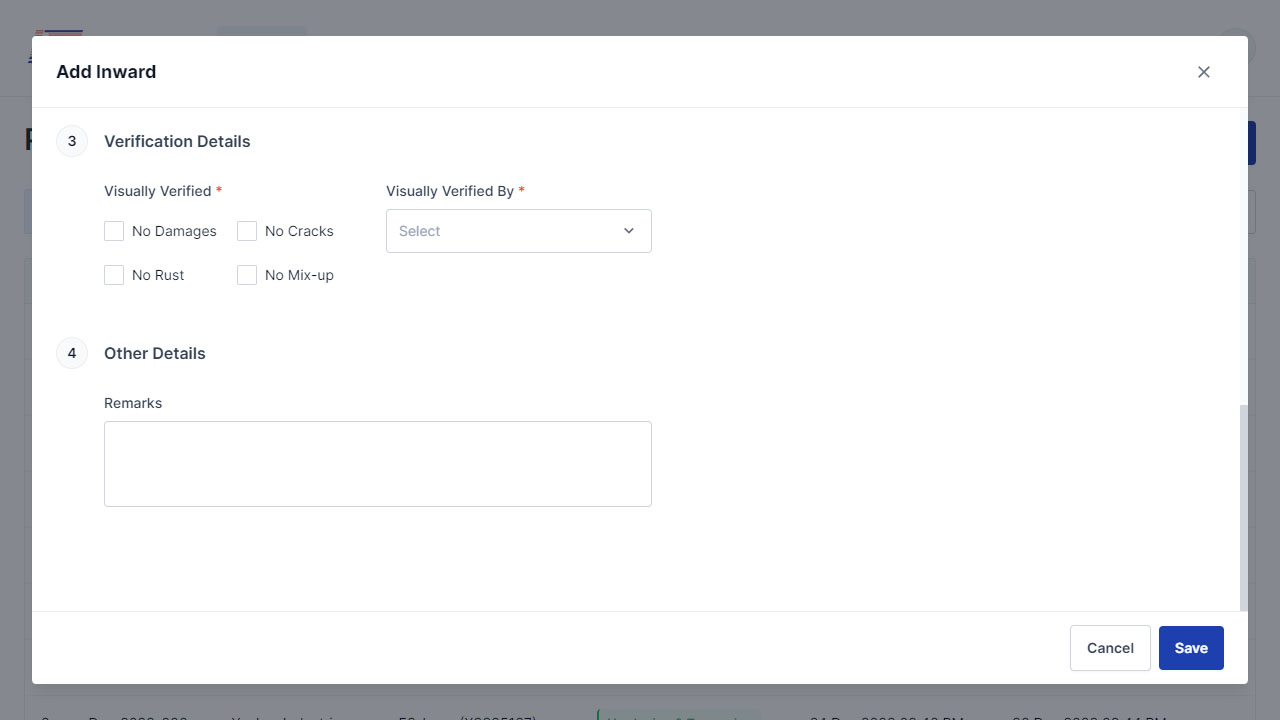 Add Inward
3 Verification Details
Visually Verified * Visually Verified By *
No Damages No Cracks Select
No Rust No Mix-up
4 Other Details
Remarks
Cancel Save